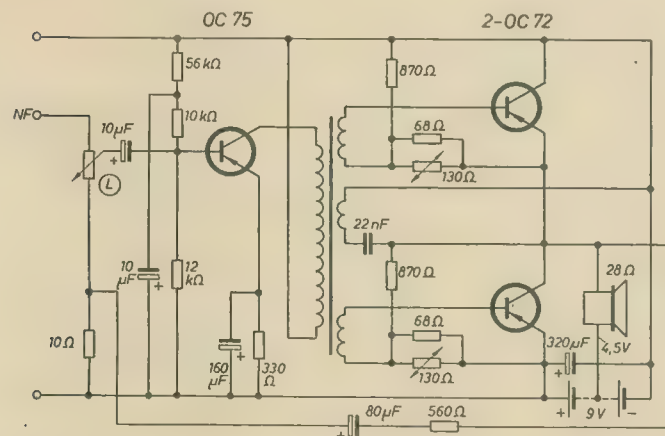 OC 75
2-OC 72
56 kΩ
870 Ω
NF
10 kΩ
10 µF
+
68 Ω
130 Ω
L
22 nF
10 µF
+
12 kΩ
870 Ω
28 Ω
10 Ω
68 Ω
320 µF
4,5V
160 µF
+
330 Ω
130 Ω
+
+
9 V
-
80 µF
+
560 Ω